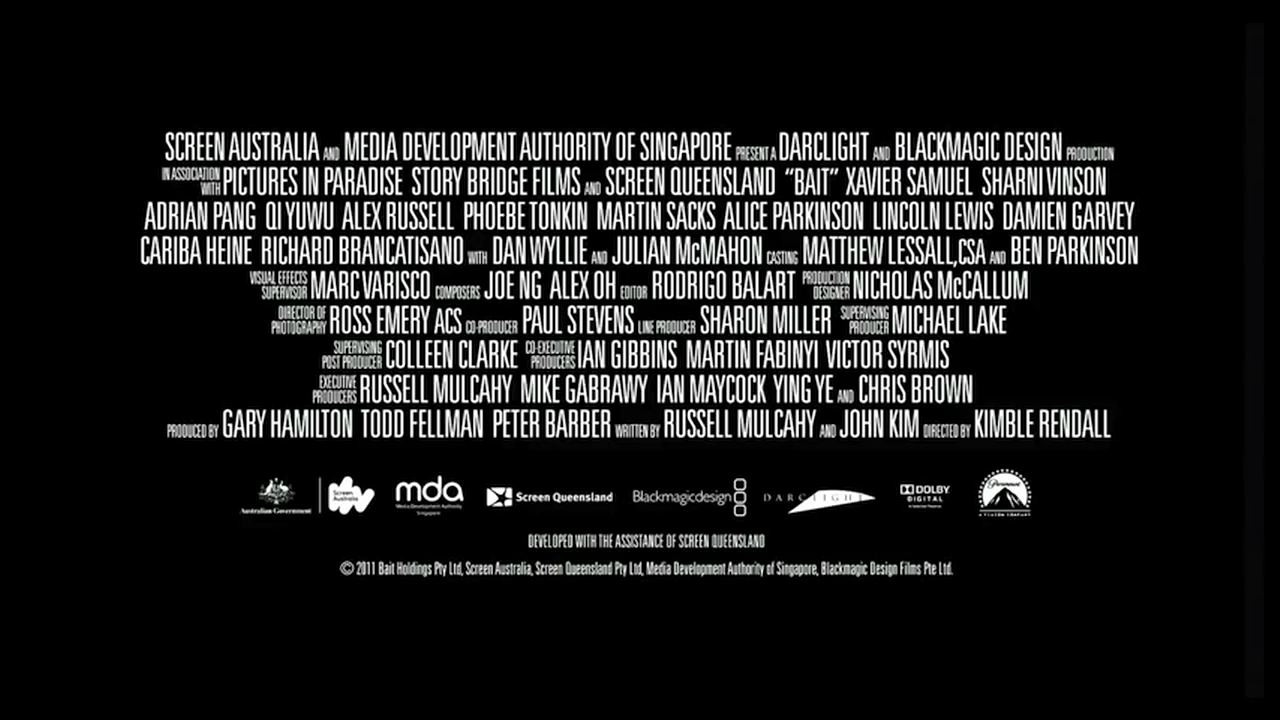 SCREEN AUSTRALIA AND MEDIA DEVELOPMENT AUTHORITY OF SINGAPORE PRESENT A DARCLIGHT AND BLACKMAGIC DESIGN PRODUCTION
IN ASSOCIATION WITH PICTURES IN PARADISE STORY BRIDGE FILMS AND SCREEN QUEENSLAND “BAIT” XAVIER SAMUEL SHARNI VINSON
ADRIAN PANG QI YUWU ALEX RUSSELL PHOEBE TONKIN MARTIN SACKS ALICE PARKINSON LINCOLN LEWIS DAMIEN GARVEY
CARIBA HEINE RICHARD BRANCATISANO WITH DAN WYLLIE AND JULIAN McMAHON CASTING MATTHEW LESSALL,CSA AND BEN PARKINSON
VISUAL EFFECTS SUPERVISOR MARC VARISCO COMPOSERS JOE NG ALEX OH EDITOR RODRIGO BALART PRODUCTION DESIGNER NICHOLAS McCALLUM
DIRECTOR OF PHOTOGRAPHY ROSS EMERY ACS CO-PRODUCER PAUL STEVENS LINE PRODUCER SHARON MILLER SUPERVISING PRODUCER MICHAEL LAKE
SUPERVISING POST PRODUCER COLLEEN CLARKE CO-EXECUTIVE PRODUCERS IAN GIBBINS MARTIN FABINYI VICTOR SYRMIS
EXECUTIVE PRODUCERS RUSSELL MULCAHY MIKE GABRAWY IAN MAYCOCK YING YE AND CHRIS BROWN
PRODUCED BY GARY HAMILTON TODD FELLMAN PETER BARBER WRITTEN BY RUSSELL MULCAHY AND JOHN KIM DIRECTED BY KIMBLE RENDALL
Australian Government Screen Australia mda Media Development Authority Singapore Screen Queensland Blackmagicdesign DARCLIGHT DOLBY DIGITAL In Selected Theatres Paramount A VIACOM COMPANY
DEVELOPED WITH THE ASSISTANCE OF SCREEN QUEENSLAND
© 2011 Bait Holdings Pty Ltd, Screen Australia, Screen Queensland Pty Ltd, Media Development Authority of Singapore, Blackmagic Design Films Pte Ltd.